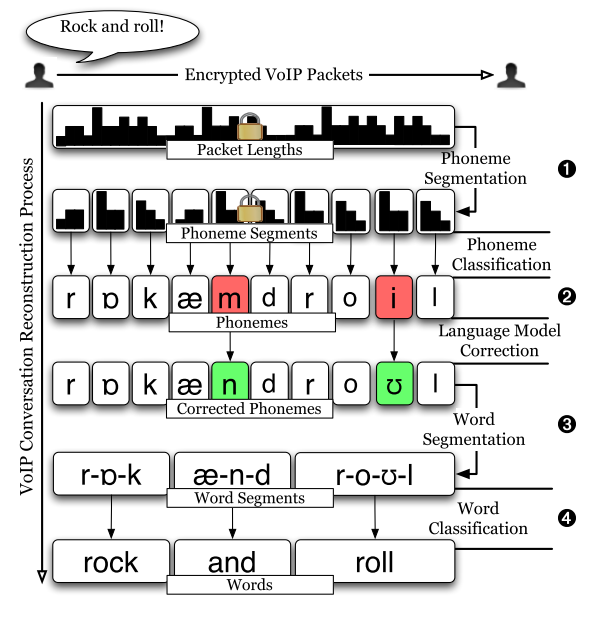 Rock and roll!
Encrypted VoIP Packets
VoIP Conversation Reconstruction Process
Packet Lengths
Phoneme
Segmentation
❶
Phoneme Segments
Phoneme
Classification
r ɒ k æ m d r o i l
❷
Phonemes
Language Model
Correction
r ɒ k æ n d r o ʊ l
Corrected Phonemes
Word
Segmentation
❸
r-ɒ-k æ-n-d r-o-ʊ-l
Word Segments
Word
Classification
❹
rock and roll
Words